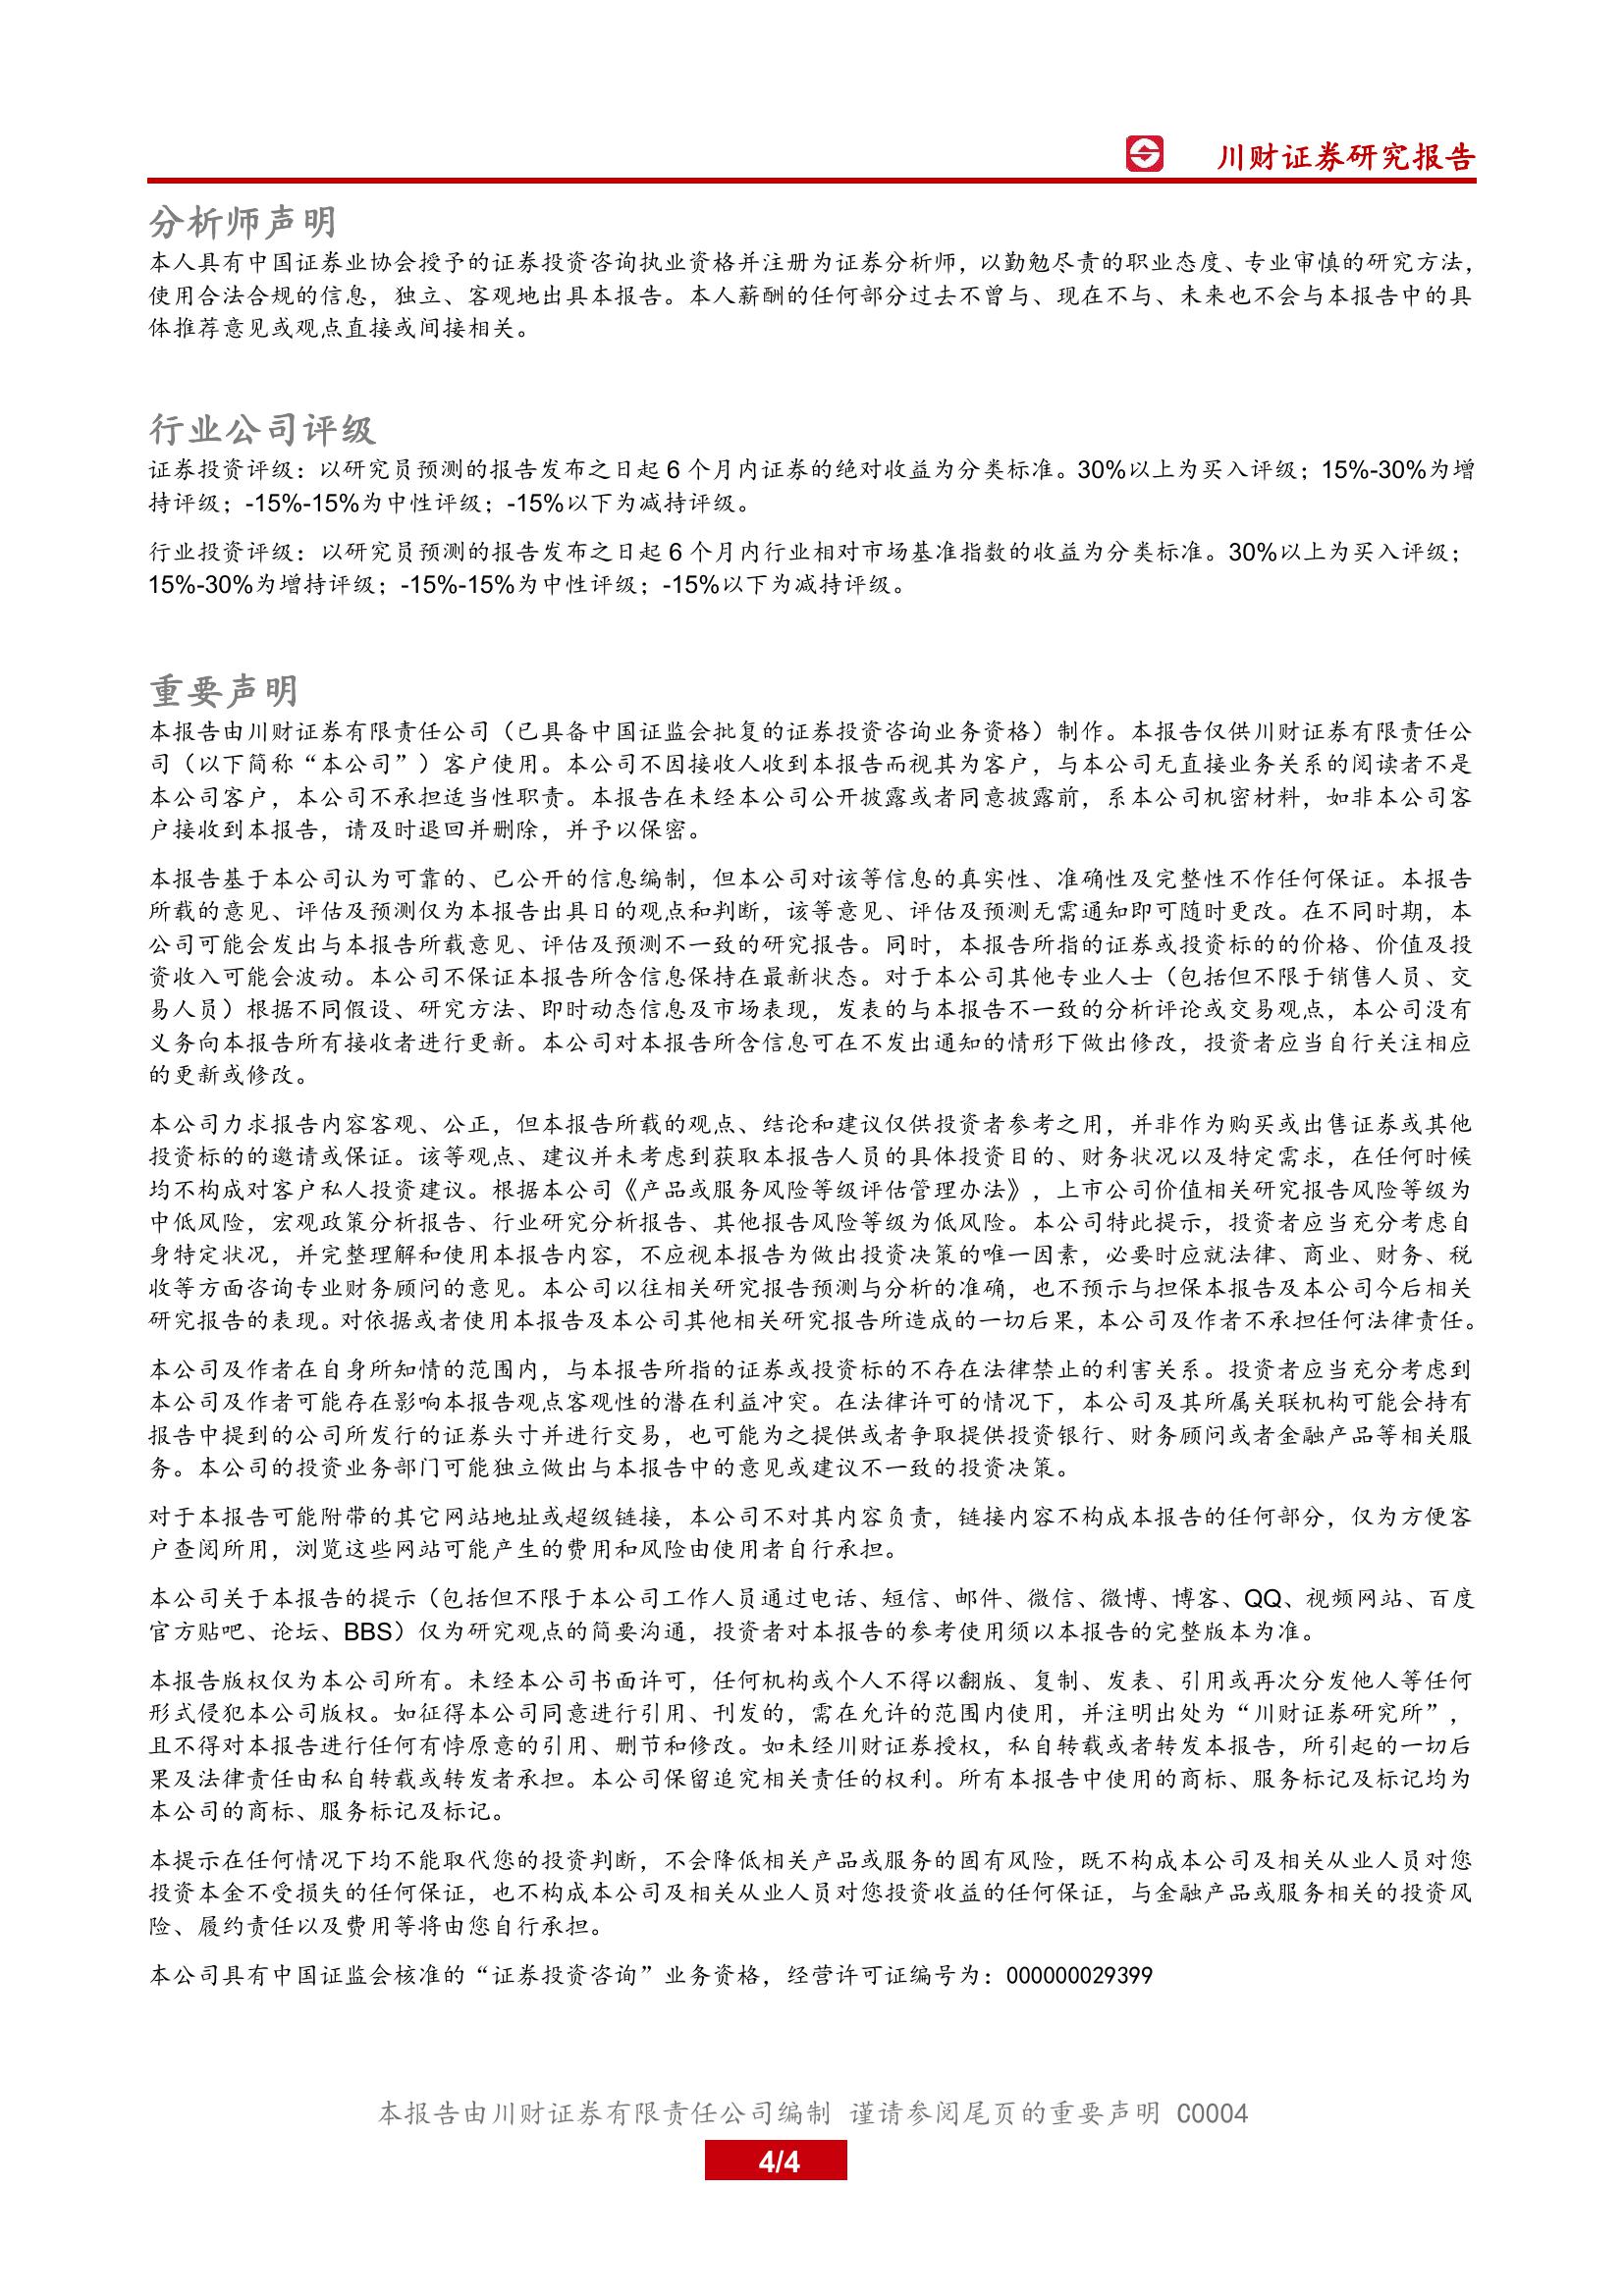 川财证券研究报告
分析师声明
本人具有中国证券业协会授予的证券投资咨询执业资格并注册为证券分析师，以勤勉尽责的职业态度、专业审慎的研究方法，
使用合法合规的信息，独立、客观地出具本报告。本人薪酬的任何部分过去不曾与、现在不与、未来也不会与本报告中的具
体推荐意见或观点直接或间接相关。
行业公司评级
证券投资评级：以研究员预测的报告发布之日起 6 个月内证券的绝对收益为分类标准。30%以上为买入评级；15%-30%为增
持评级；-15%-15%为中性评级；-15%以下为减持评级。
行业投资评级：以研究员预测的报告发布之日起 6 个月内行业相对市场基准指数的收益为分类标准。30%以上为买入评级；
15%-30%为增持评级；-15%-15%为中性评级；-15%以下为减持评级。
重要声明
本报告由川财证券有限责任公司（已具备中国证监会批复的证券投资咨询业务资格）制作。本报告仅供川财证券有限责任公
司（以下简称“本公司”）客户使用。本公司不因接收人收到本报告而视其为客户，与本公司无直接业务关系的阅读者不是
本公司客户，本公司不承担适当性职责。本报告在未经本公司公开披露或者同意披露前，系本公司机密材料，如非本公司客
户接收到本报告，请及时退回并删除，并予以保密。
本报告基于本公司认为可靠的、已公开的信息编制，但本公司对该等信息的真实性、准确性及完整性不作任何保证。本报告
所载的意见、评估及预测仅为本报告出具日的观点和判断，该等意见、评估及预测无需通知即可随时更改。在不同时期，本
公司可能会发出与本报告所载意见、评估及预测不一致的研究报告。同时，本报告所指的证券或投资标的的价格、价值及投
资收入可能会波动。本公司不保证本报告所含信息保持在最新状态。对于本公司其他专业人士（包括但不限于销售人员、交
易人员）根据不同假设、研究方法、即时动态信息及市场表现，发表的与本报告不一致的分析评论或交易观点，本公司没有
义务向本报告所有接收者进行更新。本公司对本报告所含信息可在不发出通知的情形下做出修改，投资者应当自行关注相应
的更新或修改。
本公司力求报告内容客观、公正，但本报告所载的观点、结论和建议仅供投资者参考之用，并非作为购买或出售证券或其他
投资标的的邀请或保证。该等观点、建议并未考虑到获取本报告人员的具体投资目的、财务状况以及特定需求，在任何时候
均不构成对客户私人投资建议。根据本公司《产品或服务风险等级评估管理办法》，上市公司价值相关研究报告风险等级为
中低风险，宏观政策分析报告、行业研究分析报告、其他报告风险等级为低风险。本公司特此提示，投资者应当充分考虑自
身特定状况，并完整理解和使用本报告内容，不应视本报告为做出投资决策的唯一因素，必要时应就法律、商业、财务、税
收等方面咨询专业财务顾问的意见。本公司以往相关研究报告预测与分析的准确，也不预示与担保本报告及本公司今后相关
研究报告的表现。对依据或者使用本报告及本公司其他相关研究报告所造成的一切后果，本公司及作者不承担任何法律责任。
本公司及作者在自身所知情的范围内，与本报告所指的证券或投资标的不存在法律禁止的利害关系。投资者应当充分考虑到
本公司及作者可能存在影响本报告观点客观性的潜在利益冲突。在法律许可的情况下，本公司及其所属关联机构可能会持有
报告中提到的公司所发行的证券头寸并进行交易，也可能为之提供或者争取提供投资银行、财务顾问或者金融产品等相关服
务。本公司的投资业务部门可能独立做出与本报告中的意见或建议不一致的投资决策。
对于本报告可能附带的其它网站地址或超级链接，本公司不对其内容负责，链接内容不构成本报告的任何部分，仅为方便客
户查阅所用，浏览这些网站可能产生的费用和风险由使用者自行承担。
本公司关于本报告的提示（包括但不限于本公司工作人员通过电话、短信、邮件、微信、微博、博客、QQ、视频网站、百度
官方贴吧、论坛、BBS）仅为研究观点的简要沟通，投资者对本报告的参考使用须以本报告的完整版本为准。
本报告版权仅为本公司所有。未经本公司书面许可，任何机构或个人不得以翻版、复制、发表、引用或再次分发他人等任何
形式侵犯本公司版权。如征得本公司同意进行引用、刊发的，需在允许的范围内使用，并注明出处为“川财证券研究所”，
且不得对本报告进行任何有悖原意的引用、删节和修改。如未经川财证券授权，私自转载或者转发本报告，所引起的一切后
果及法律责任由私自转载或转发者承担。本公司保留追究相关责任的权利。所有本报告中使用的商标、服务标记及标记均为
本公司的商标、服务标记及标记。
本提示在任何情况下均不能取代您的投资判断，不会降低相关产品或服务的固有风险，既不构成本公司及相关从业人员对您
投资本金不受损失的任何保证，也不构成本公司及相关从业人员对您投资收益的任何保证，与金融产品或服务相关的投资风
险、履约责任以及费用等将由您自行承担。
本公司具有中国证监会核准的“证券投资咨询”业务资格，经营许可证编号为：000000029399
本报告由川财证券有限责任公司编制 谨请参阅尾页的重要声明 C0004
4/4